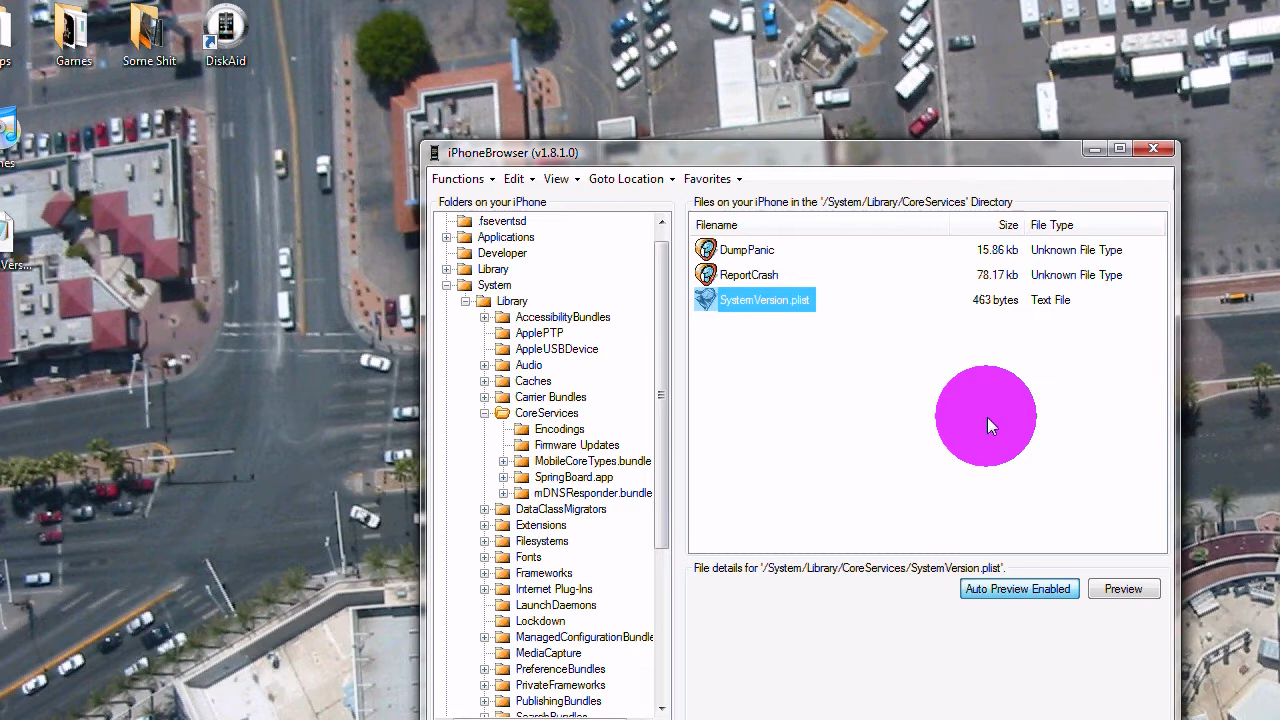 ps
Games
Some Shit
DiskAid
nes
Vers...
iPhoneBrowser (v1.8.1.0)
Functions Edit View Goto Location Favorites
Folders on your iPhone
.fseventsd
Applications
Developer
Library
System
Library
AccessibilityBundles
ApplePTP
AppleUSBDevice
Audio
Caches
Carrier Bundles
CoreServices
Encodings
Firmware Updates
MobileCoreTypes.bundle
SpringBoard.app
mDNSResponder.bundle
DataClassMigrators
Extensions
Filesystems
Fonts
Frameworks
Internet Plug-Ins
LaunchDaemons
Lockdown
ManagedConfigurationBundle
MediaCapture
PreferenceBundles
PrivateFrameworks
PublishingBundles
SearchBundles
Files on your iPhone in the '/System/Library/CoreServices' Directory
Filename Size File Type
DumpPanic 15.86 kb Unknown File Type
ReportCrash 78.17 kb Unknown File Type
SystemVersion.plist 463 bytes Text File
File details for '/System/Library/CoreServices/SystemVersion.plist'.
Auto Preview Enabled Preview